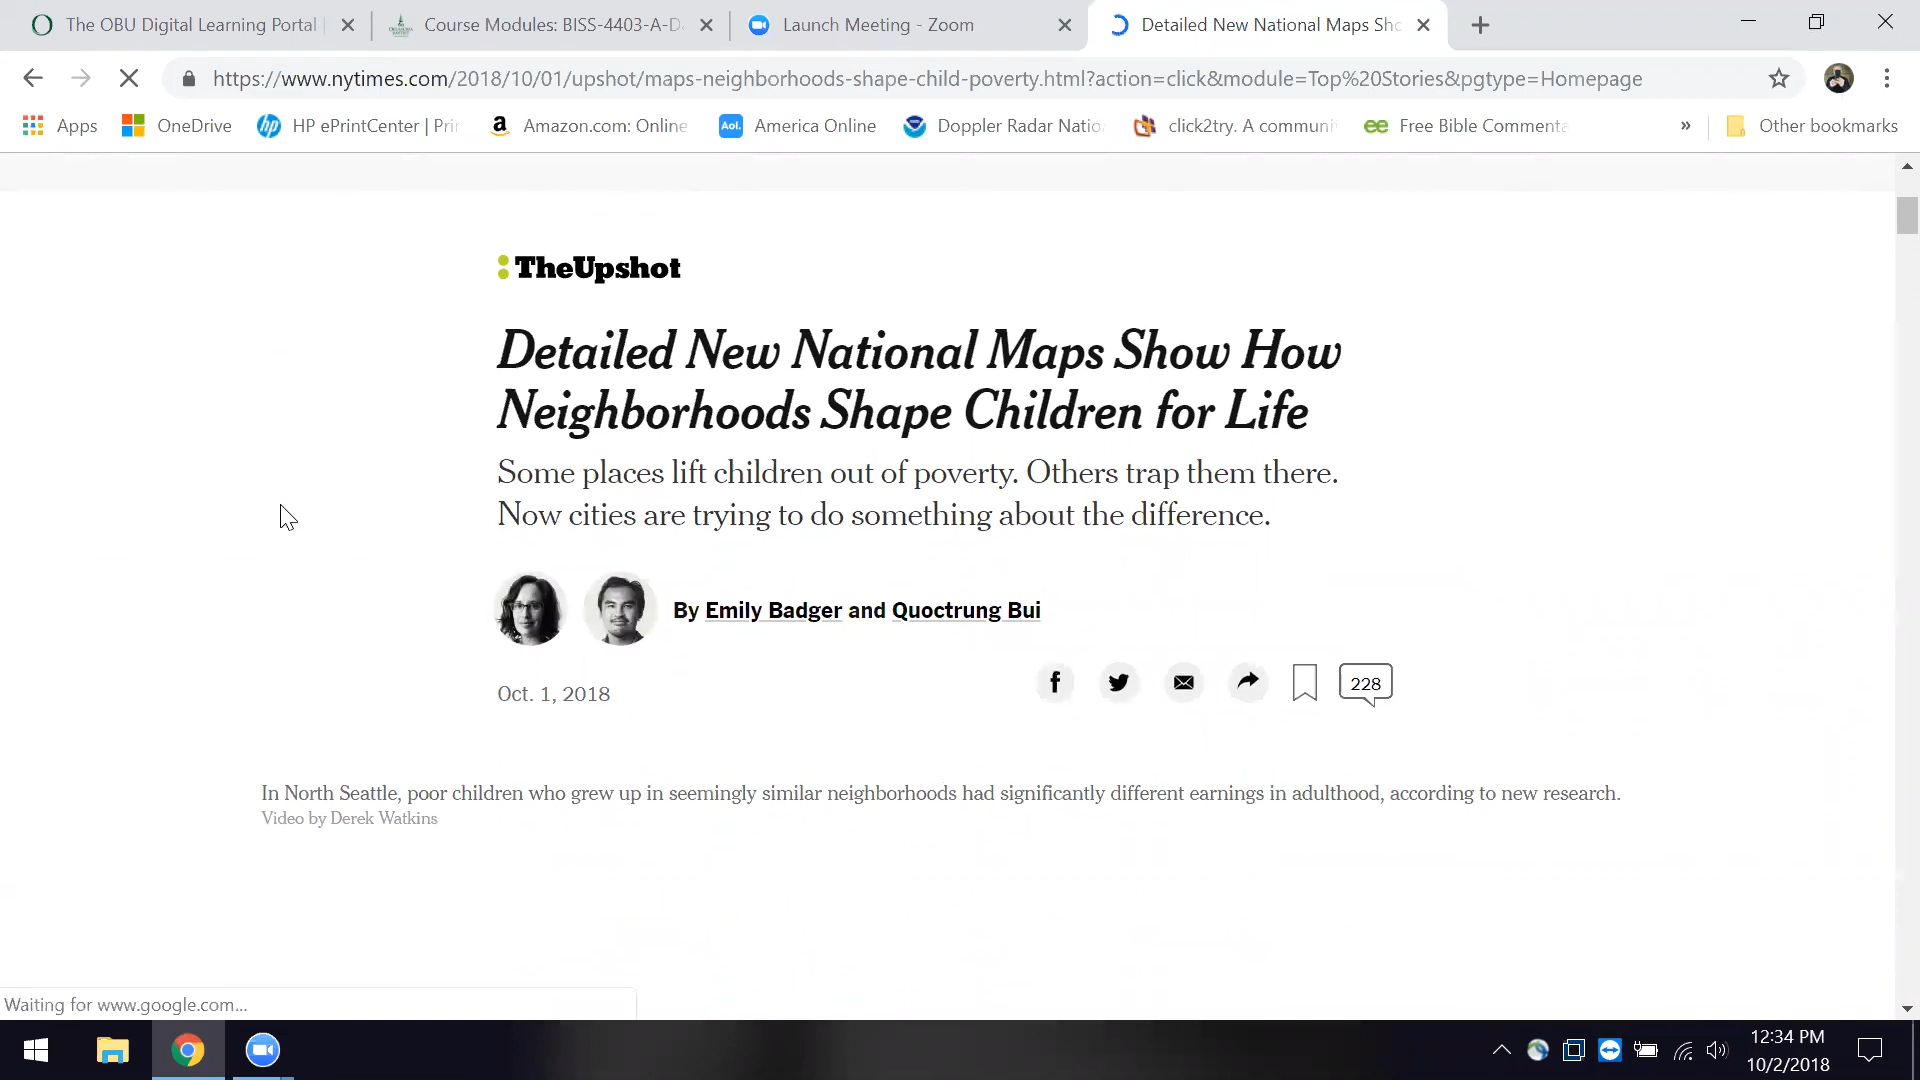 The OBU Digital Learning Portal |
Course Modules: BISS-4403-A-D
Launch Meeting - Zoom
Detailed New National Maps Sho
https://www.nytimes.com/2018/10/01/upshot/maps-neighborhoods-shape-child-poverty.html?action=click&module=Top%20Stories&pgtype=Homepage
Apps
OneDrive
HP ePrintCenter | Prin
Amazon.com: Online
Aol.
America Online
Doppler Radar Natio
click2try. A communi
Free Bible Commenta
»
Other bookmarks
TheUpshot
Detailed New National Maps Show How
Neighborhoods Shape Children for Life
Some places lift children out of poverty. Others trap them there.
Now cities are trying to do something about the difference.
By Emily Badger and Quoctrung Bui
Oct. 1, 2018
228
In North Seattle, poor children who grew up in seemingly similar neighborhoods had significantly different earnings in adulthood, according to new research.
Video by Derek Watkins
Waiting for www.google.com...
12:34 PM
10/2/2018